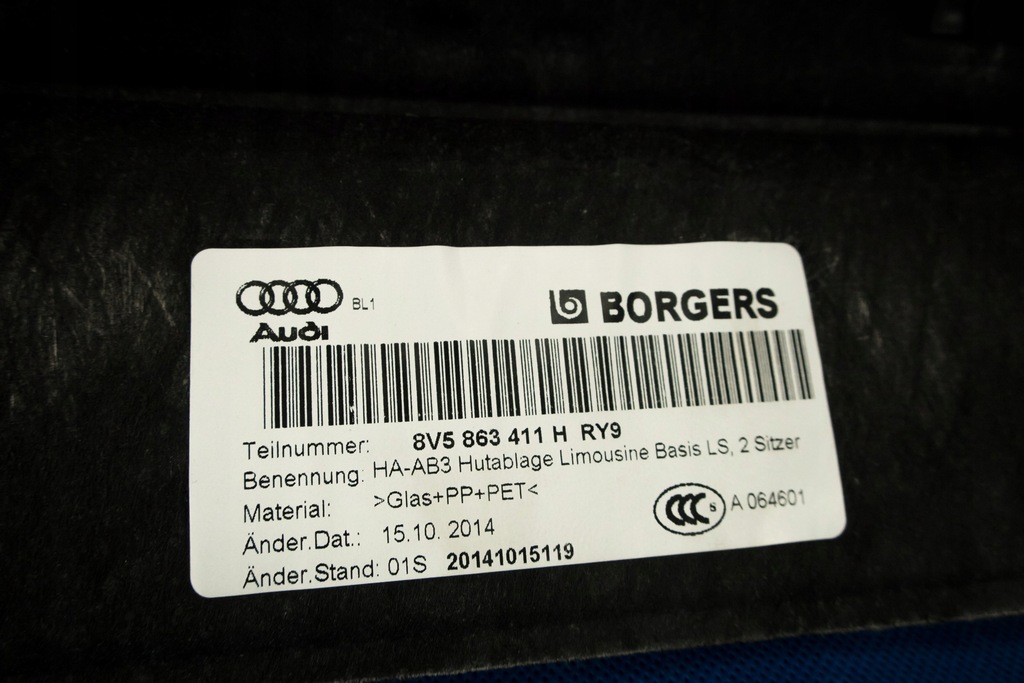 BL1
Audi
BORGERS
Teilnummer: 8V5 863 411 H RY9
Benennung: HA-AB3 Hutablage Limousine Basis LS, 2 Sitzer
Material: >Glas+PP+PET<
CCC S A 064601
Änder.Dat.: 15.10. 2014
Änder.Stand: 01S 20141015119